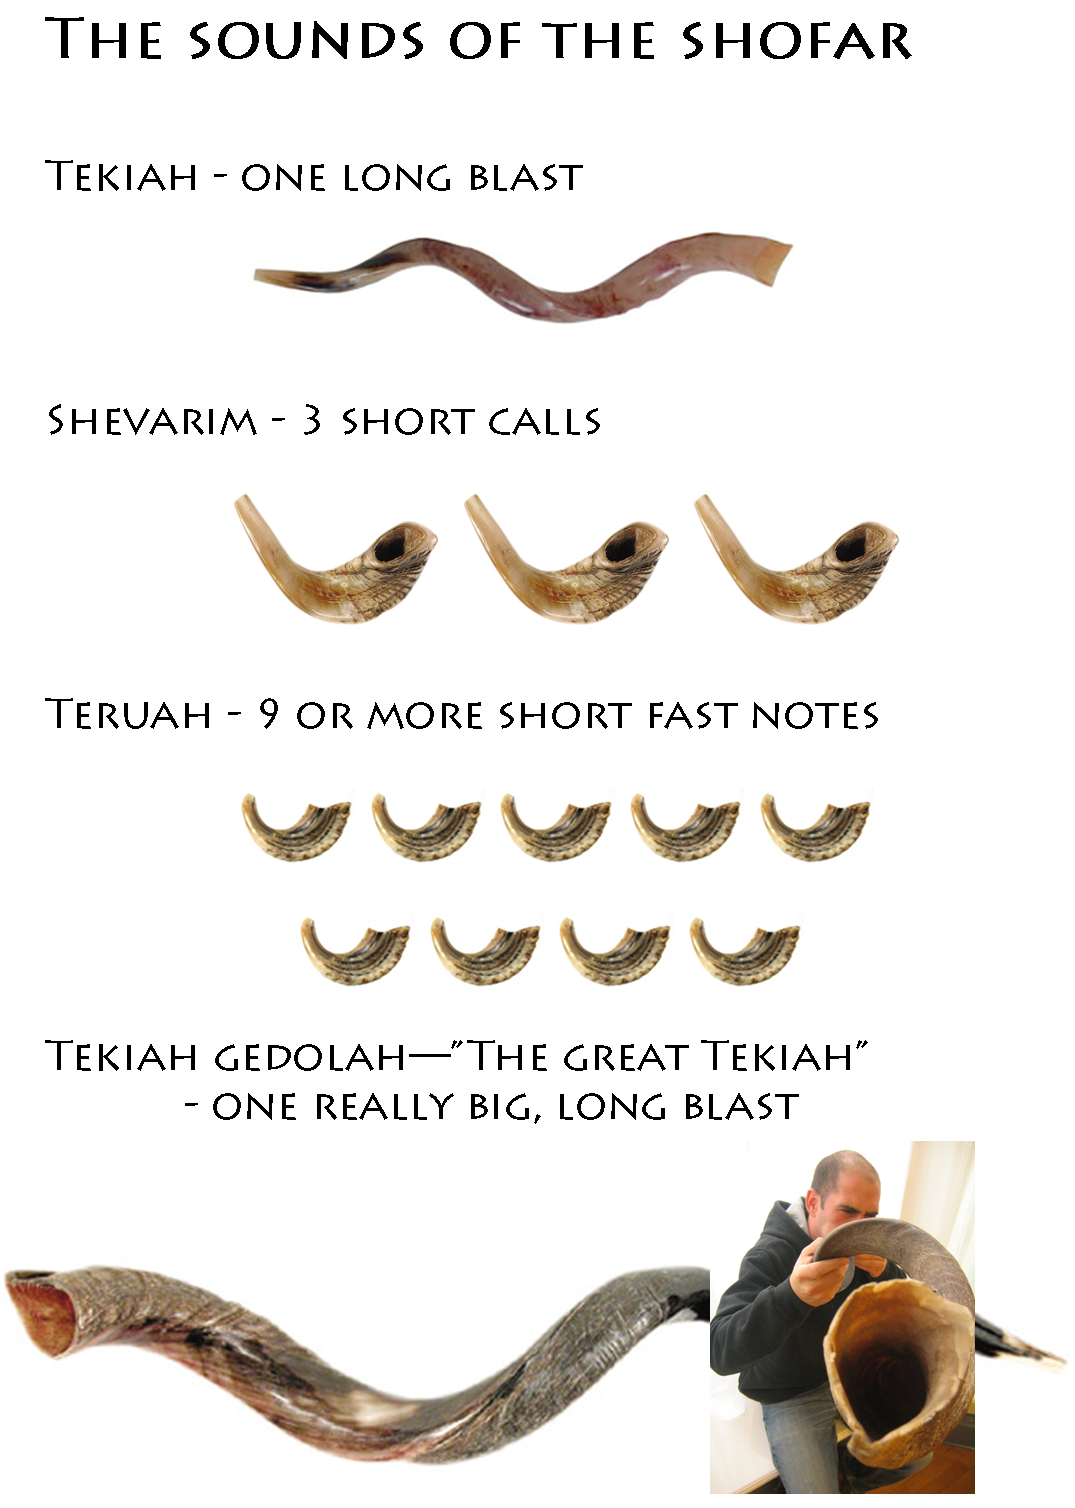 The sounds of the shofar
Tekiah - one long blast
Shevarim - 3 short calls
Teruah - 9 or more short fast notes
Tekiah gedolah—"The great Tekiah"
- one really big, long blast